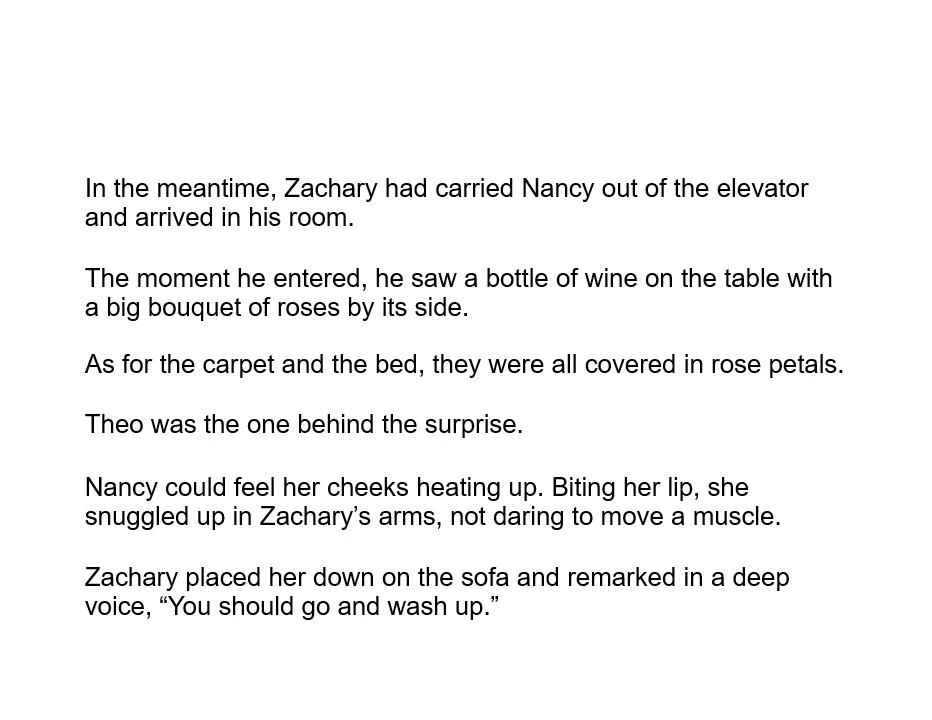 In the meantime, Zachary had carried Nancy out of the elevator
and arrived in his room.
The moment he entered, he saw a bottle of wine on the table with
a big bouquet of roses by its side.
As for the carpet and the bed, they were all covered in rose petals.
Theo was the one behind the surprise.
Nancy could feel her cheeks heating up. Biting her lip, she
snuggled up in Zachary’s arms, not daring to move a muscle.
Zachary placed her down on the sofa and remarked in a deep
voice, “You should go and wash up.”